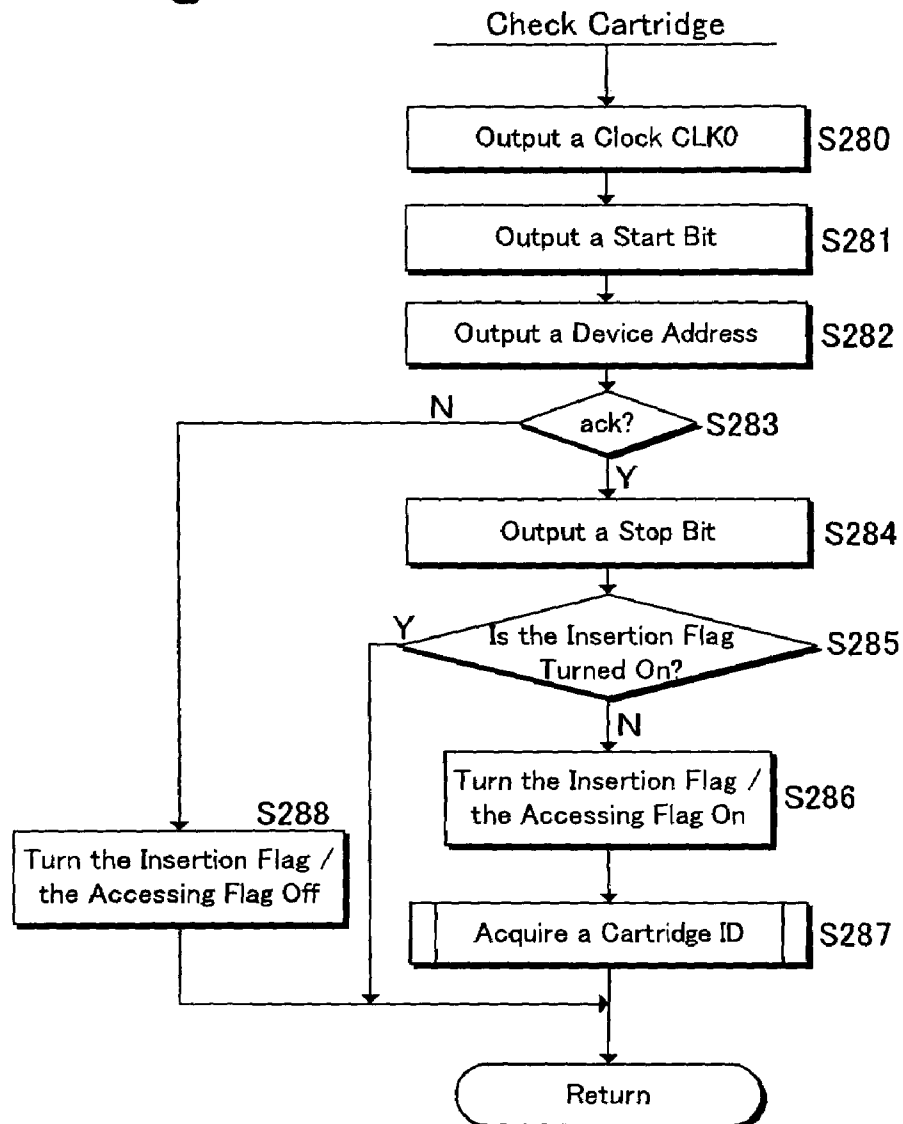 Check Cartridge
Output a Clock CLK0
S280
Output a Start Bit
S281
Output a Device Address
S282
N
ack?
S283
Y
Output a Stop Bit
S284
Y
Is the Insertion Flag
Turned On?
S285
N
Turn the Insertion Flag /
the Accessing Flag On
S286
S288
Turn the Insertion Flag /
the Accessing Flag Off
Acquire a Cartridge ID
S287
Return